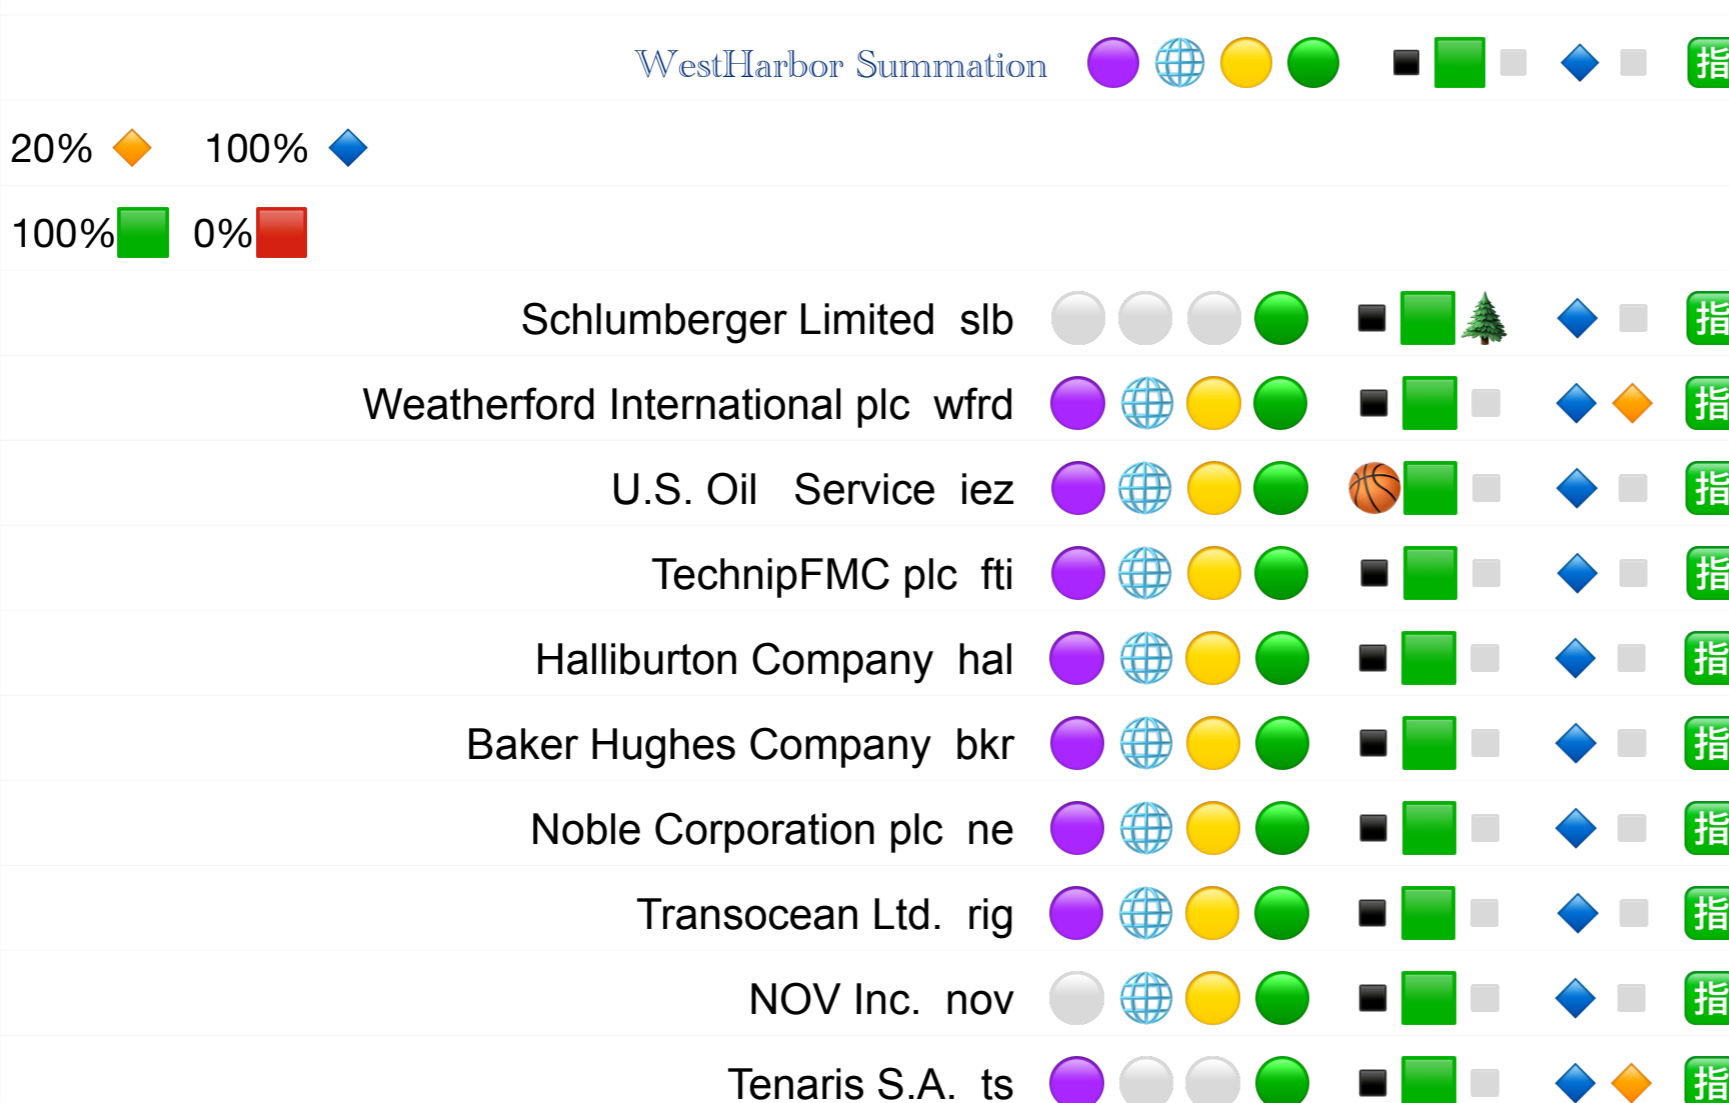 WestHarbor Summation 指
20% 100%
100% 0%
Schlumberger Limited slb 指
Weatherford International plc wfrd 指
U.S. Oil Service iez 指
TechnipFMC plc fti 指
Halliburton Company hal 指
Baker Hughes Company bkr 指
Noble Corporation plc ne 指
Transocean Ltd. rig 指
NOV Inc. nov 指
Tenaris S.A. ts 指